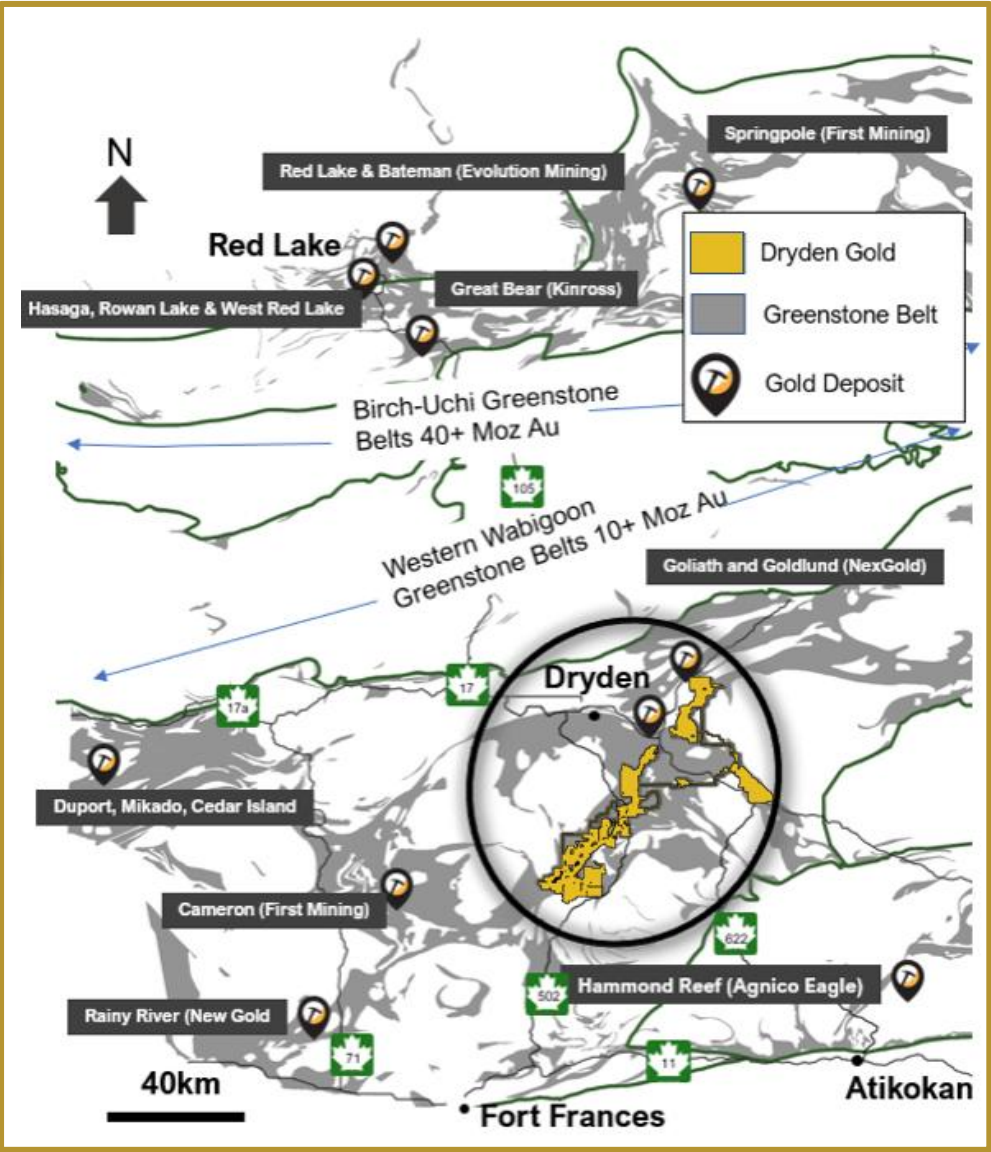 Springpole (First Mining)
N
Red Lake & Bateman (Evolution Mining)
Red Lake
Dryden Gold
Great Bear (Kinross)
Hasaga, Rowan Lake & West Red Lake
Greenstone Belt
Gold Deposit
Birch-Uchi Greenstone
Belts 40+ Moz Au
105
Western Wabigoon
Greenstone Belts 10+ Moz Au
Goliath and Goldlund (NexGold)
Dryden
17
17a
Duport, Mikado, Cedar Island
Cameron (First Mining)
622
Hammond Reef (Agnico Eagle)
502
Rainy River (New Gold
71
11
40km
Atikokan
Fort Frances